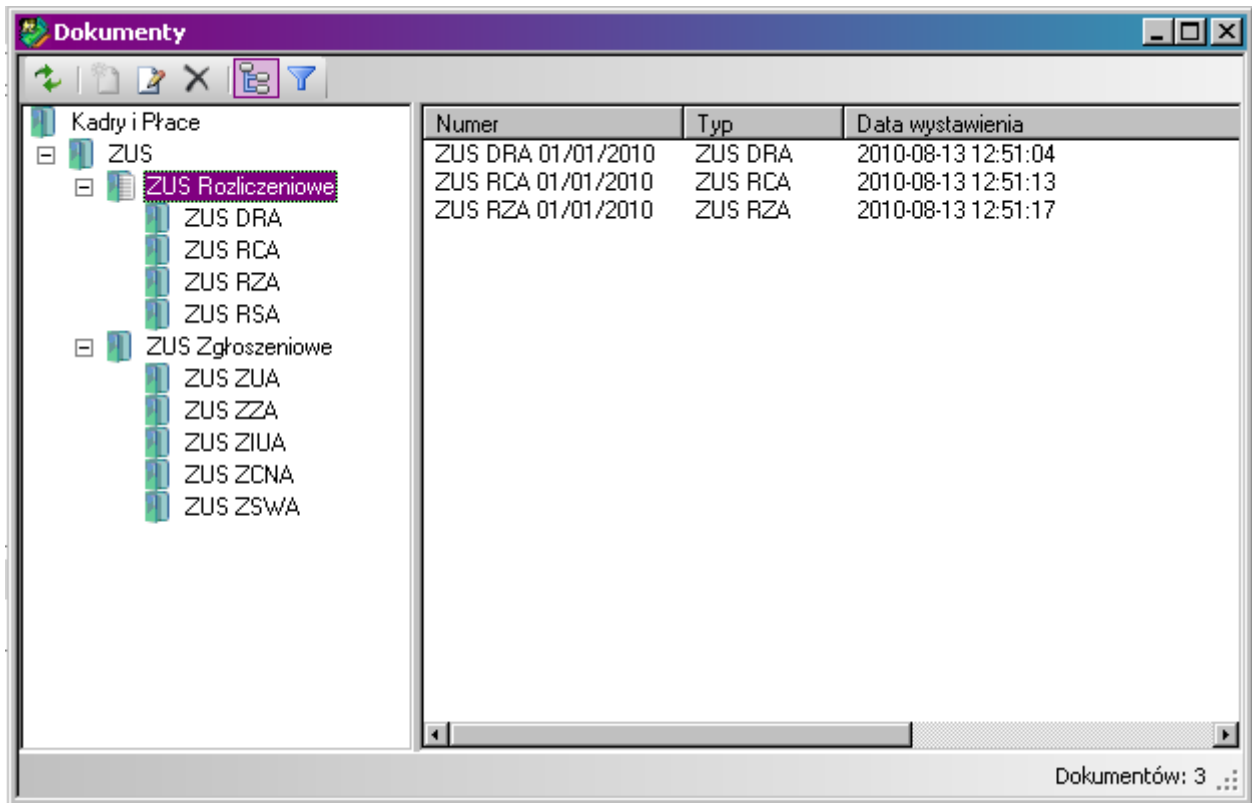 Dokumenty
Kadry i Płace
ZUS
ZUS Rozliczeniowe
ZUS DRA
ZUS RCA
ZUS RZA
ZUS RSA
ZUS Zgłoszeniowe
ZUS ZUA
ZUS ZZA
ZUS ZIUA
ZUS ZCNA
ZUS ZSWA
Numer Typ Data wystawienia
ZUS DRA 01/01/2010 ZUS DRA 2010-08-13 12:51:04
ZUS RCA 01/01/2010 ZUS RCA 2010-08-13 12:51:13
ZUS RZA 01/01/2010 ZUS RZA 2010-08-13 12:51:17
Dokumentów: 3